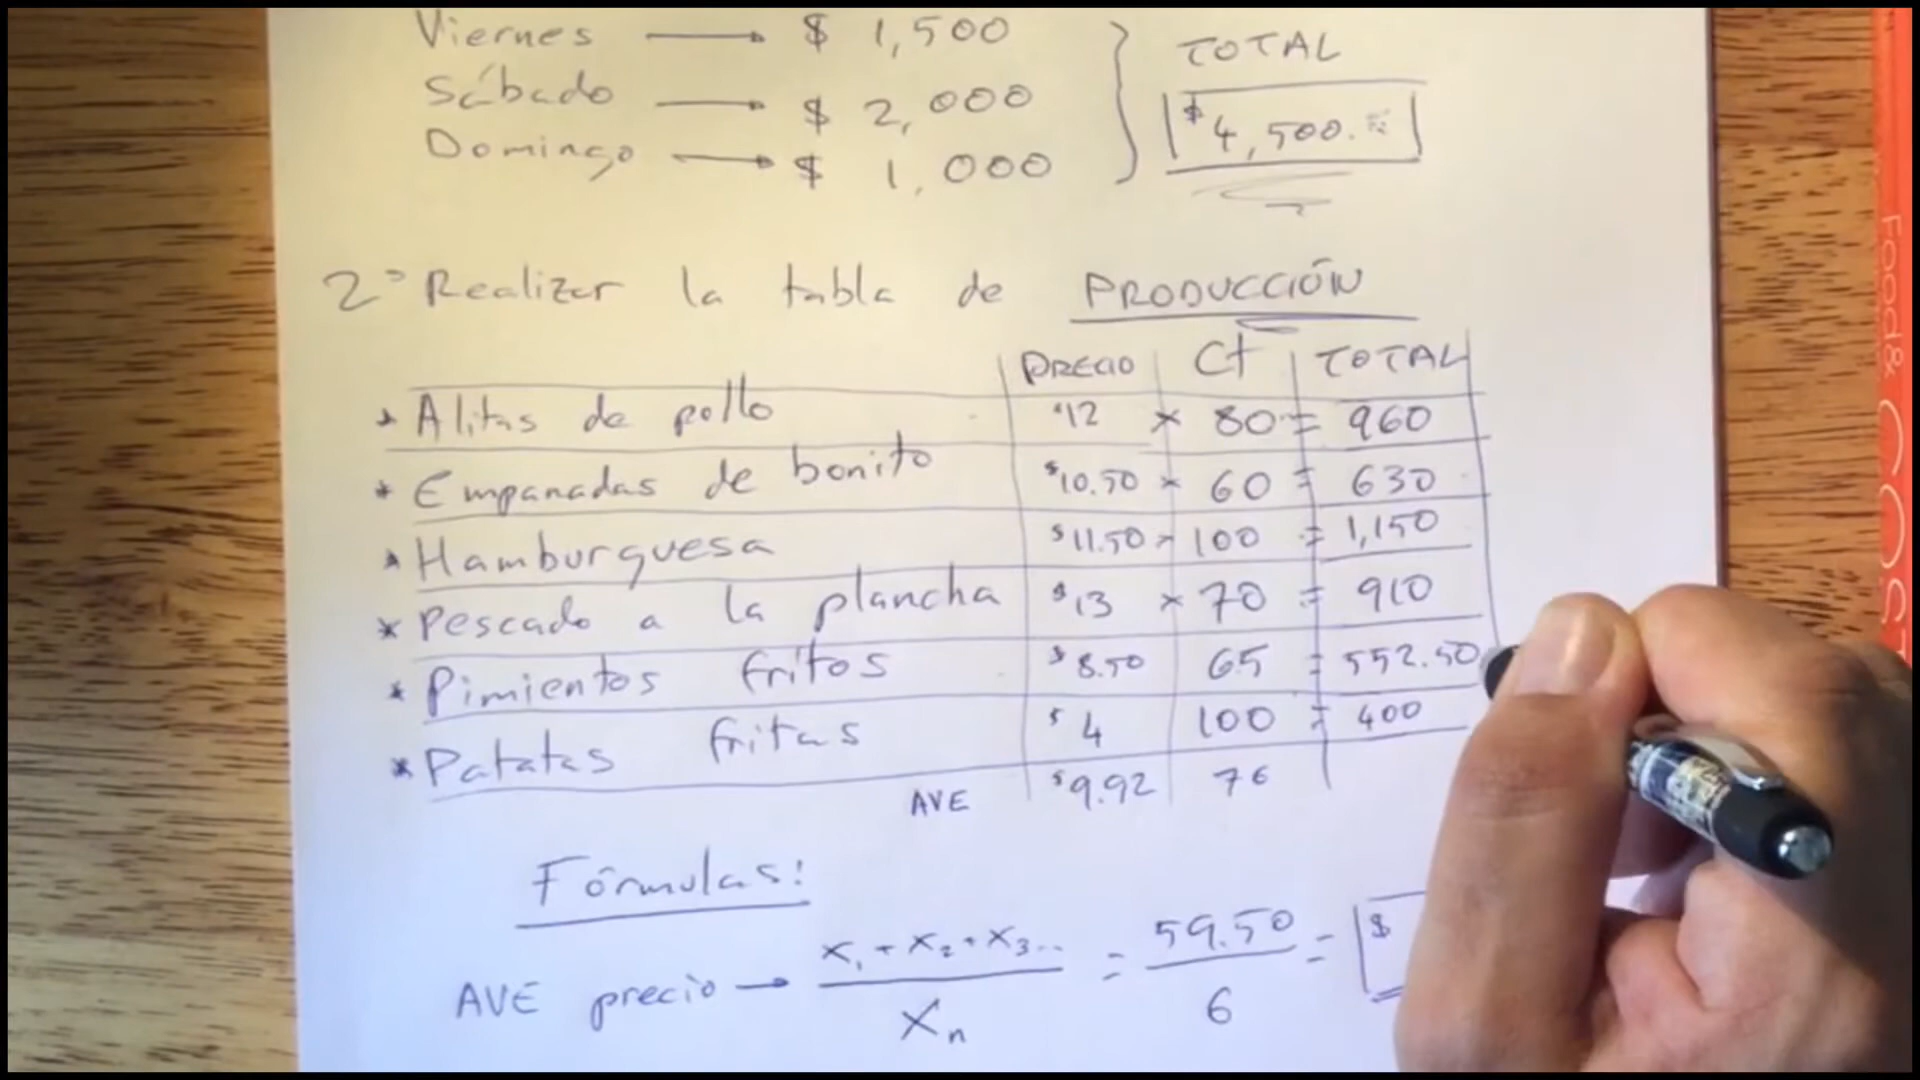 Viernes → $ 1,500
Sábado → $ 2,000
Domingo → $ 1,000
TOTAL
$4,500.
2° Realizar la tabla de PRODUCCIÓN
PRECIO Ct TOTAL
* Alitas de pollo $12 × 80 = 960
* Empanadas de bonito $10.50 × 60 = 630
* Hamburguesa $11.50 × 100 = 1,150
* Pescado a la plancha $13 × 70 = 910
* Pimientos fritos $8.50 65 = 552.50
* Patatas fritas $4 100 = 400
AVE $9.92 76
Fórmulas:
AVE precio → x₁ + x₂ + x₃... / xₙ = 59.50 / 6 = $
Food &
COST